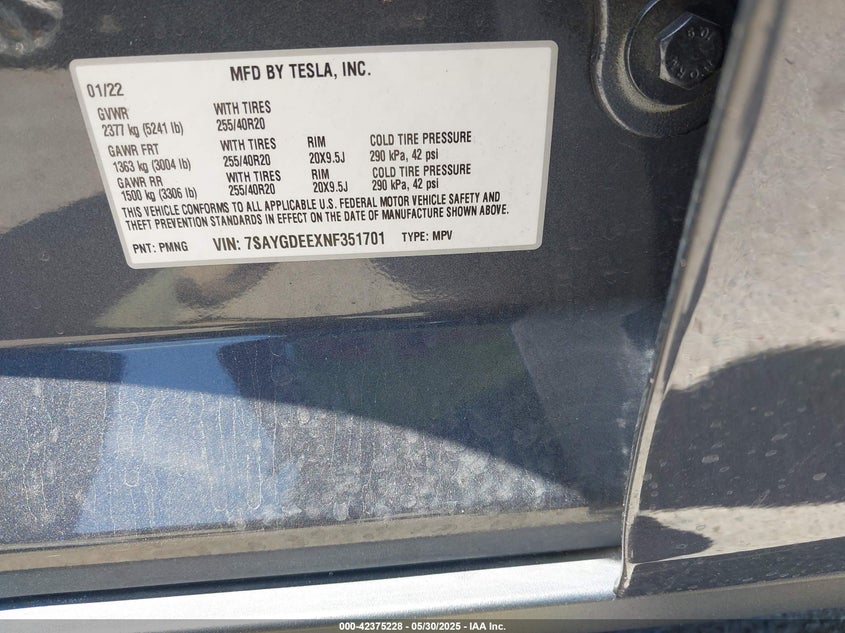 MFD BY TESLA, INC.
01/22
GVWR WITH TIRES
2377 kg (5241 lb) 255/40R20
GAWR FRT WITH TIRES RIM COLD TIRE PRESSURE
1363 kg (3004 lb) 255/40R20 20X9.5J 290 kPa, 42 psi
GAWR RR WITH TIRES RIM COLD TIRE PRESSURE
1500 kg (3306 lb) 255/40R20 20X9.5J 290 kPa, 42 psi
THIS VEHICLE CONFORMS TO ALL APPLICABLE U.S. FEDERAL MOTOR VEHICLE SAFETY AND
THEFT PREVENTION STANDARDS IN EFFECT ON THE DATE OF MANUFACTURE SHOWN ABOVE.
PNT: PMNG VIN: 7SAYGDEEXNF351701 TYPE: MPV
10.9
000-42375228 - 05/30/2025 - IAA Inc.